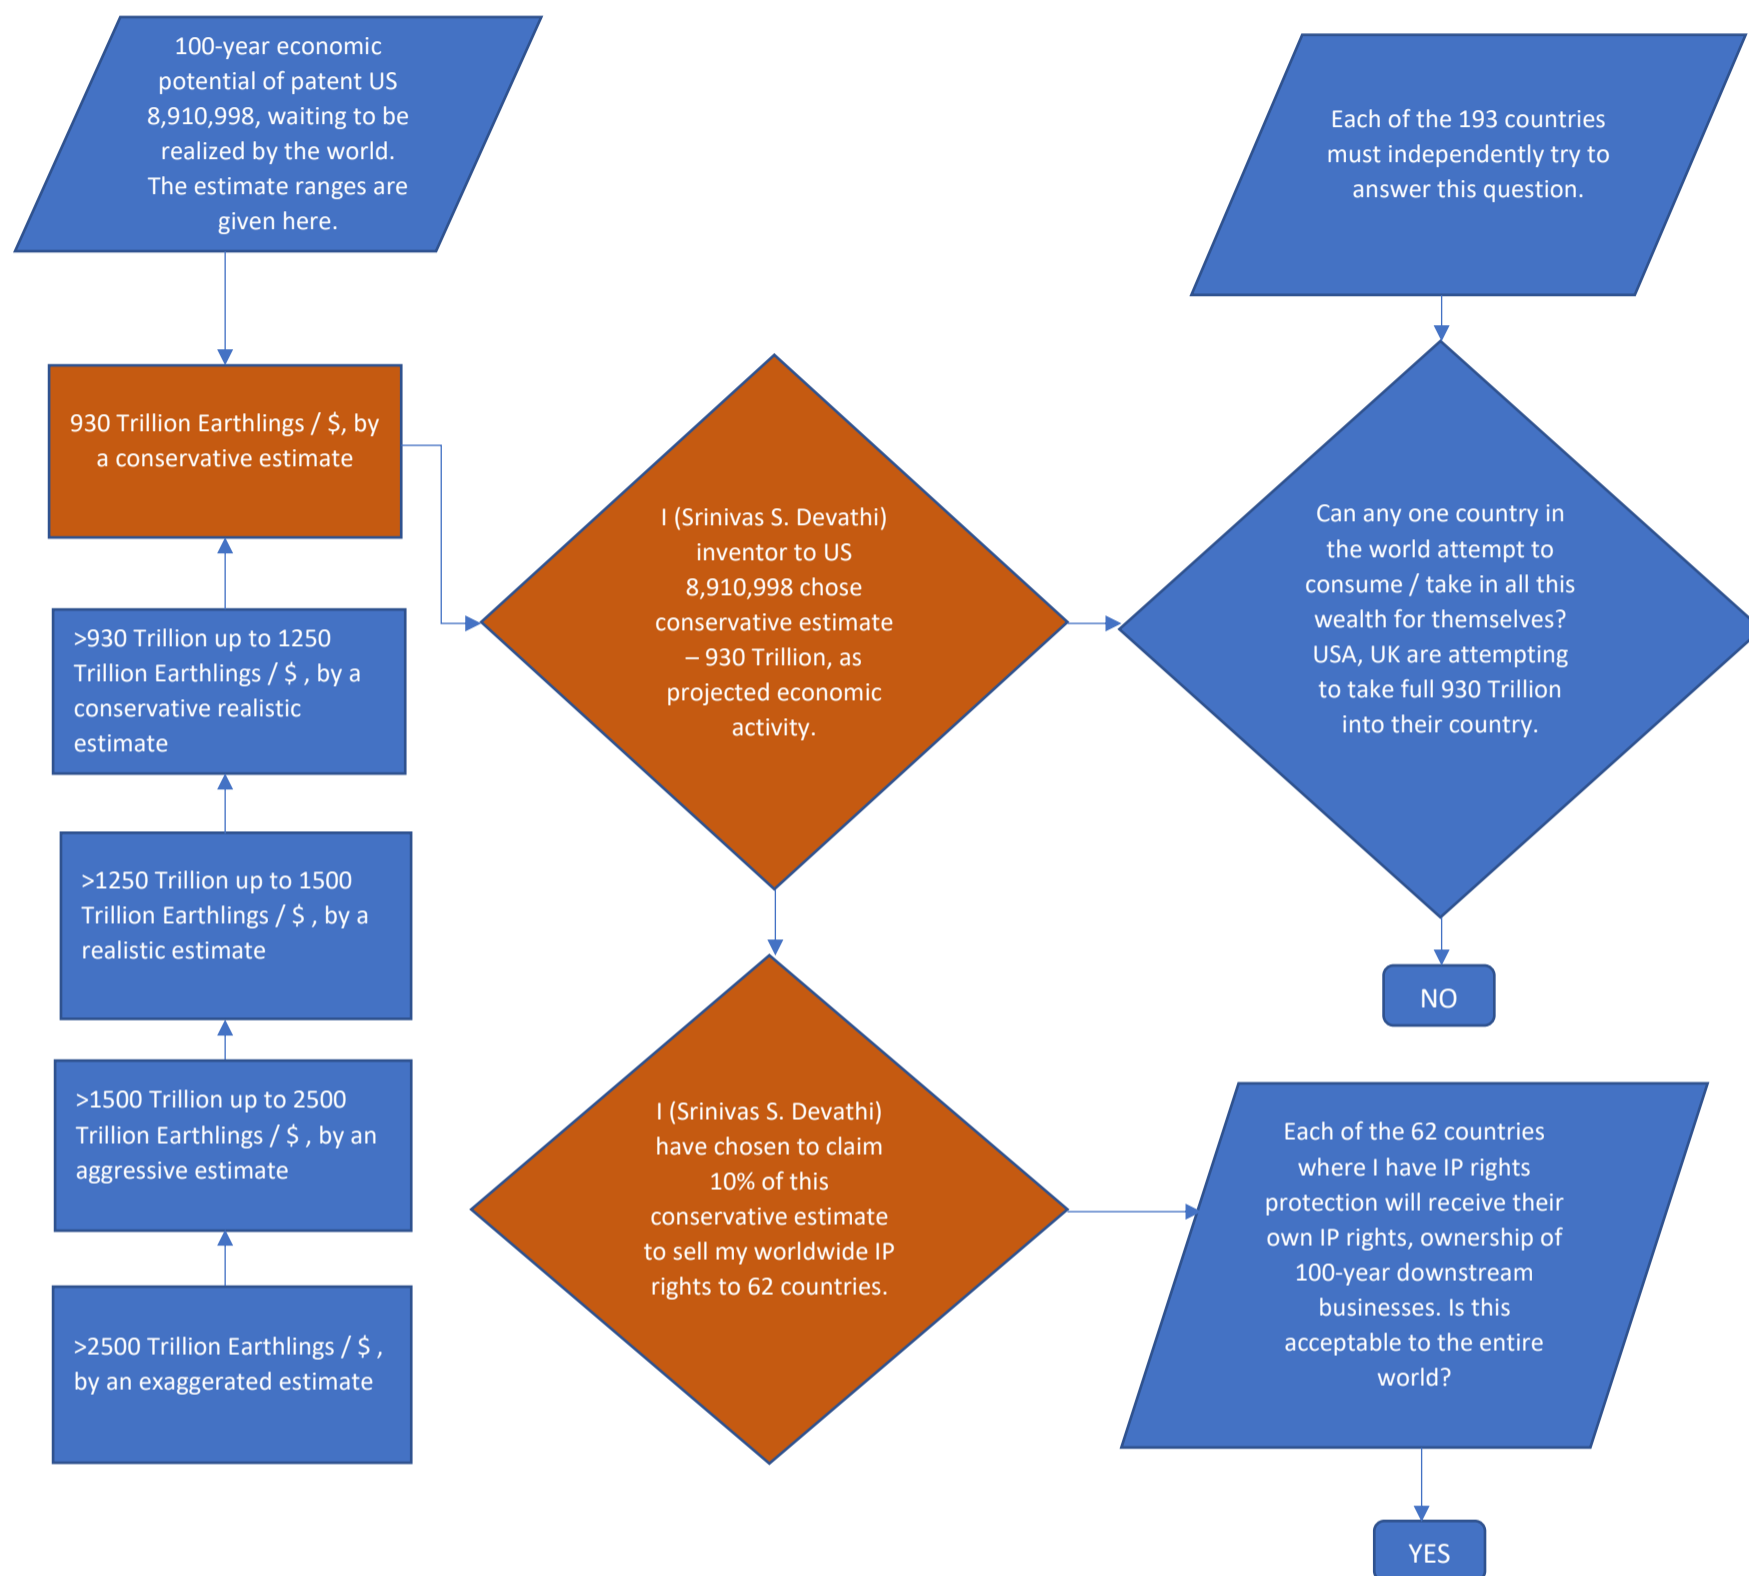 100-year economic
potential of patent US
8,910,998, waiting to be
realized by the world.
The estimate ranges are
given here.
930 Trillion Earthlings / $, by
a conservative estimate
>930 Trillion up to 1250
Trillion Earthlings / $ , by a
conservative realistic
estimate
>1250 Trillion up to 1500
Trillion Earthlings / $ , by a
realistic estimate
>1500 Trillion up to 2500
Trillion Earthlings / $ , by an
aggressive estimate
>2500 Trillion Earthlings / $ ,
by an exaggerated estimate
I (Srinivas S. Devathi)
inventor to US
8,910,998 chose
conservative estimate
– 930 Trillion, as
projected economic
activity.
I (Srinivas S. Devathi)
have chosen to claim
10% of this
conservative estimate
to sell my worldwide IP
rights to 62 countries.
Each of the 193 countries
must independently try to
answer this question.
Can any one country in
the world attempt to
consume / take in all this
wealth for themselves?
USA, UK are attempting
to take full 930 Trillion
into their country.
NO
Each of the 62 countries
where I have IP rights
protection will receive their
own IP rights, ownership of
100-year downstream
businesses. Is this
acceptable to the entire
world?
YES